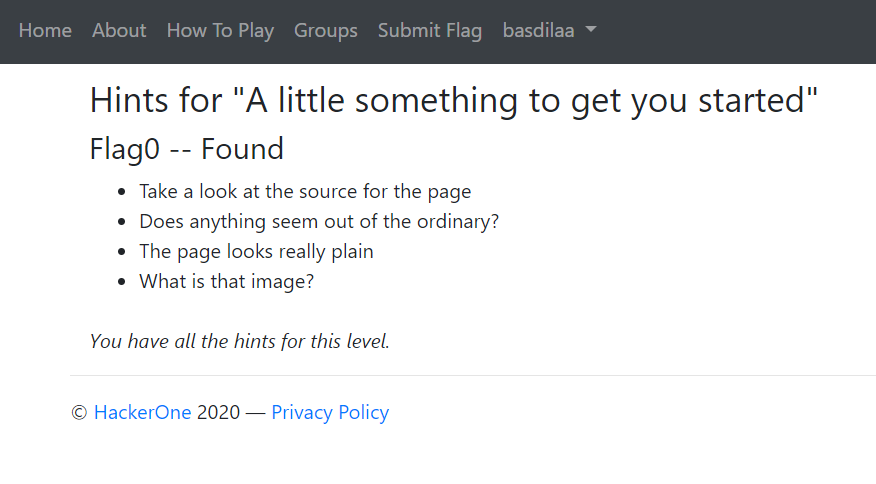 Home About How To Play Groups Submit Flag basdilaa
Hints for "A little something to get you started"
Flag0 -- Found
• Take a look at the source for the page
• Does anything seem out of the ordinary?
• The page looks really plain
• What is that image?
You have all the hints for this level.
© HackerOne 2020 — Privacy Policy